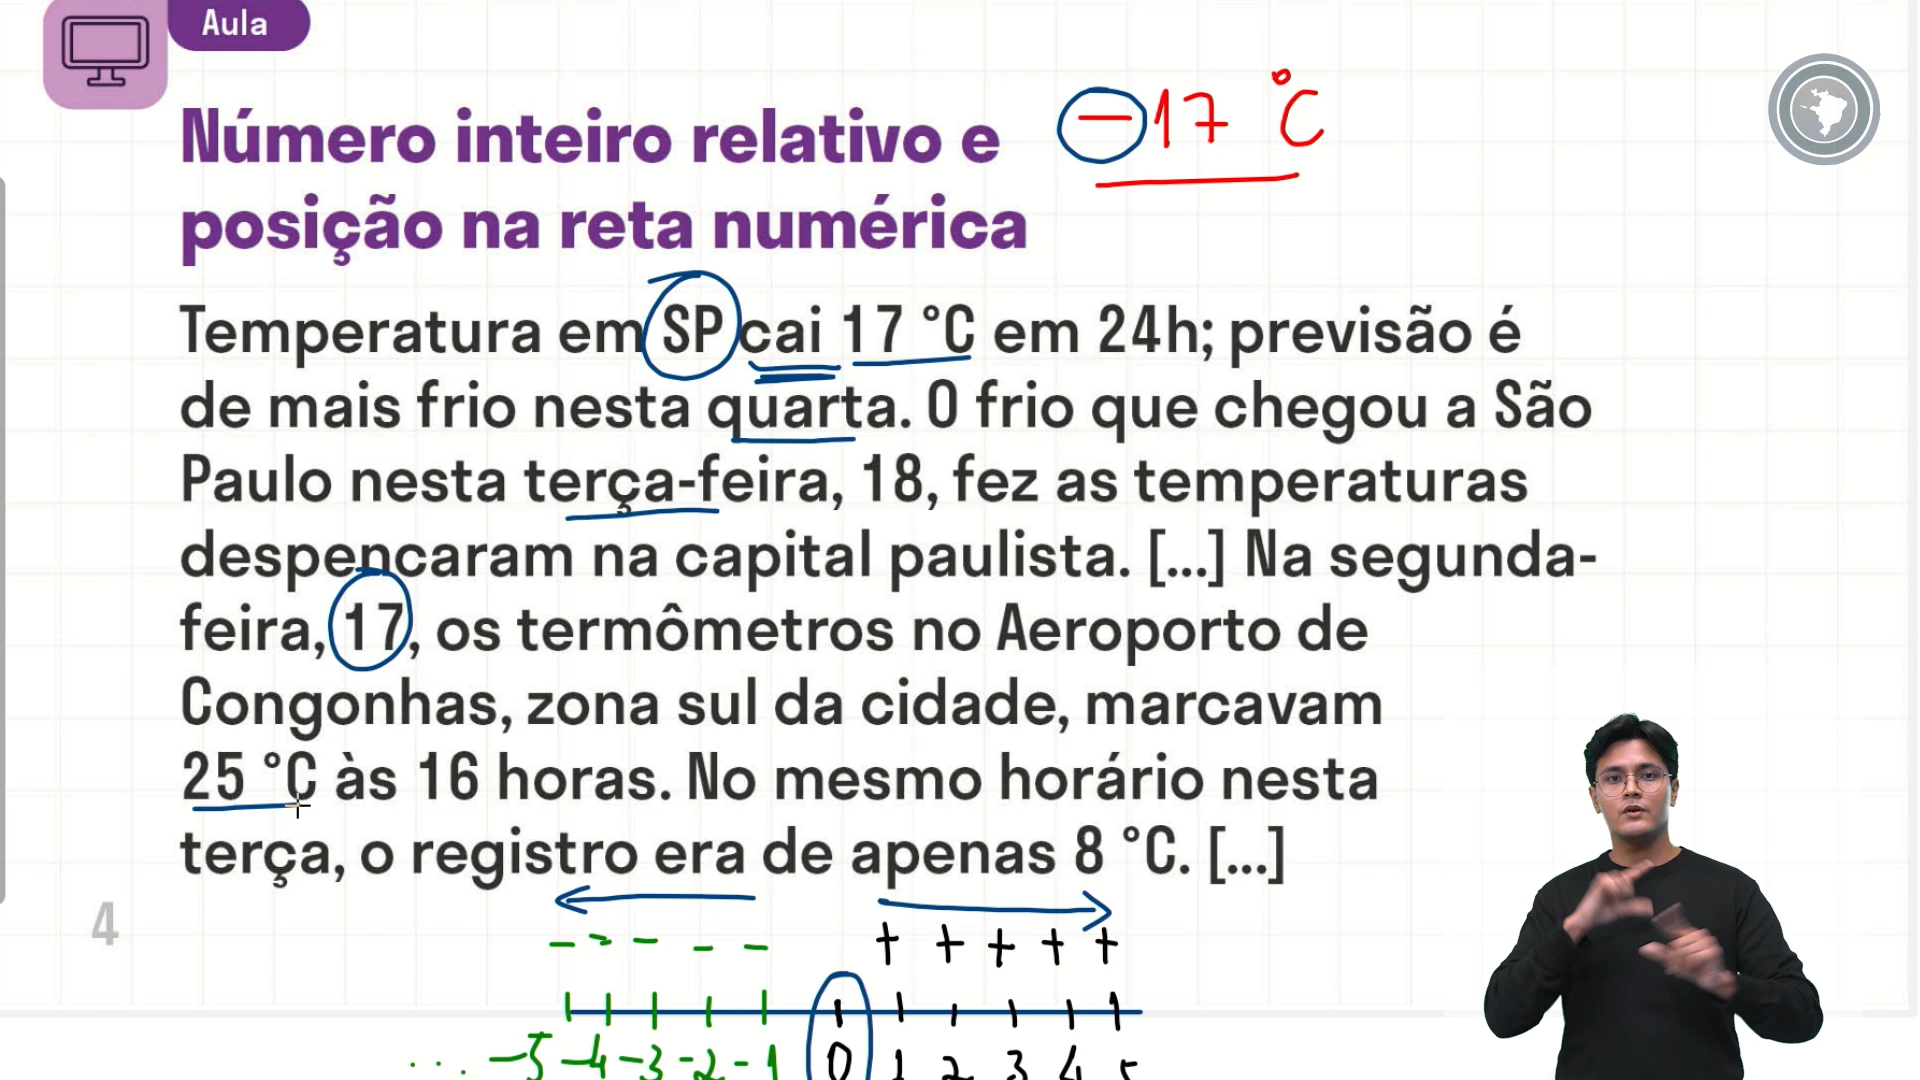 Aula
Número inteiro relativo e
−17 °C
posição na reta numérica
Temperatura em SP cai 17 °C em 24h; previsão é
de mais frio nesta quarta. O frio que chegou a São
Paulo nesta terça-feira, 18, fez as temperaturas
despencaram na capital paulista. [...] Na segunda-
feira, 17, os termômetros no Aeroporto de
Congonhas, zona sul da cidade, marcavam
25 °C às 16 horas. No mesmo horário nesta
terça, o registro era de apenas 8 °C. [...]
4
− − − − − + + + + +
... −5 −4 −3 −2 −1 0 1 2 3 4 5